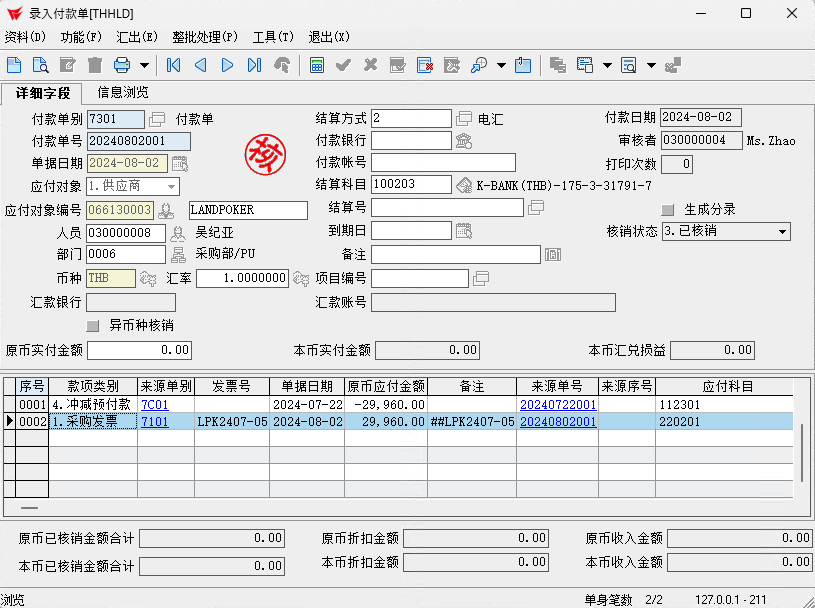 录入付款单[THHLD]
资料(D) 功能(F) 汇出(E) 整批处理(P) 工具(T) 退出(X)
详细字段 信息浏览
付款单别 7301 付款单 结算方式 2 电汇 付款日期 2024-08-02
付款单号 20240802001 核 付款银行 审核者 030000004 Ms.Zhao
单据日期 2024-08-02 付款帐号 打印次数 0
应付对象 1.供应商 结算科目 100203 K-BANK(THB)-175-3-31791-7
应付对象编号 066130003 LANDPOKER 结算号 生成分录
人员 030000008 吴纪亚 到期日 核销状态 3.已核销
部门 0006 采购部/PU 备注
币种 THB 汇率 1.0000000 项目编号
汇款银行 汇款账号
异币种核销
原币实付金额 0.00 本币实付金额 0.00 本币汇兑损益 0.00
序号 款项类别 来源单别 发票号 单据日期 原币应付金额 备注 来源单号 来源序号 应付科目
0001 4.冲减预付款 7C01 2024-07-22 -29,960.00 20240722001 112301
0002 1.采购发票 7101 LPK2407-05 2024-08-02 29,960.00 ##LPK2407-05 20240802001 220201
原币已核销金额合计 0.00 原币折扣金额 0.00 原币收入金额 0.00
本币已核销金额合计 0.00 本币折扣金额 0.00 本币收入金额 0.00
浏览 单身笔数 2/2 127.0.0.1 - 211